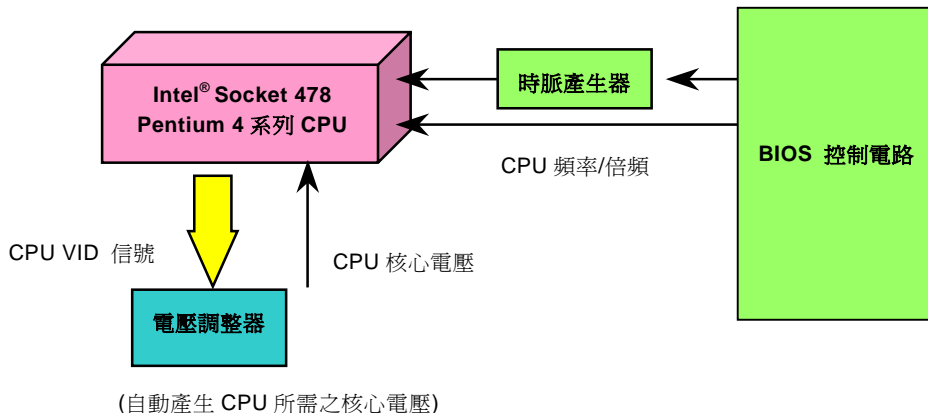 Intel® Socket 478
Pentium 4 系列 CPU
時脈產生器
BIOS 控制電路
CPU 頻率/倍頻
CPU VID 信號
CPU 核心電壓
電壓調整器
(自動產生 CPU 所需之核心電壓)